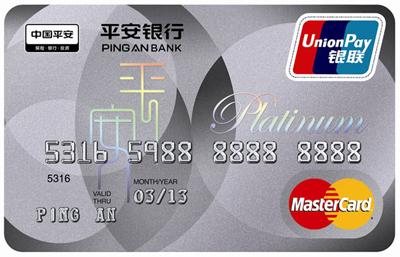 中国平安
保险·银行·投资
平安银行
PING AN BANK
UnionPay
银联
平安
Platinum
5316 5988 8888 8888
5316
MONTH/YEAR
VALID
THRU
03/13
PING AN
MasterCard